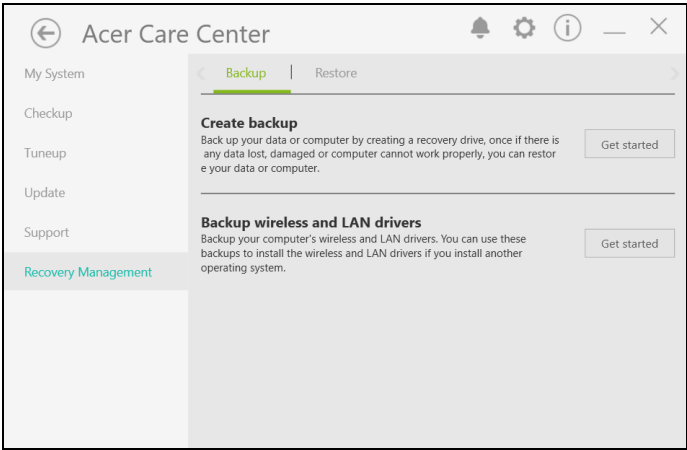 Acer Care Center
My System
Checkup
Tuneup
Update
Support
Recovery Management
Backup
Restore
Create backup
Back up your data or computer by creating a recovery drive, once if there is
any data lost, damaged or computer cannot work properly, you can restor
e your data or computer.
Get started
Backup wireless and LAN drivers
Backup your computer's wireless and LAN drivers. You can use these
backups to install the wireless and LAN drivers if you install another
operating system.
Get started